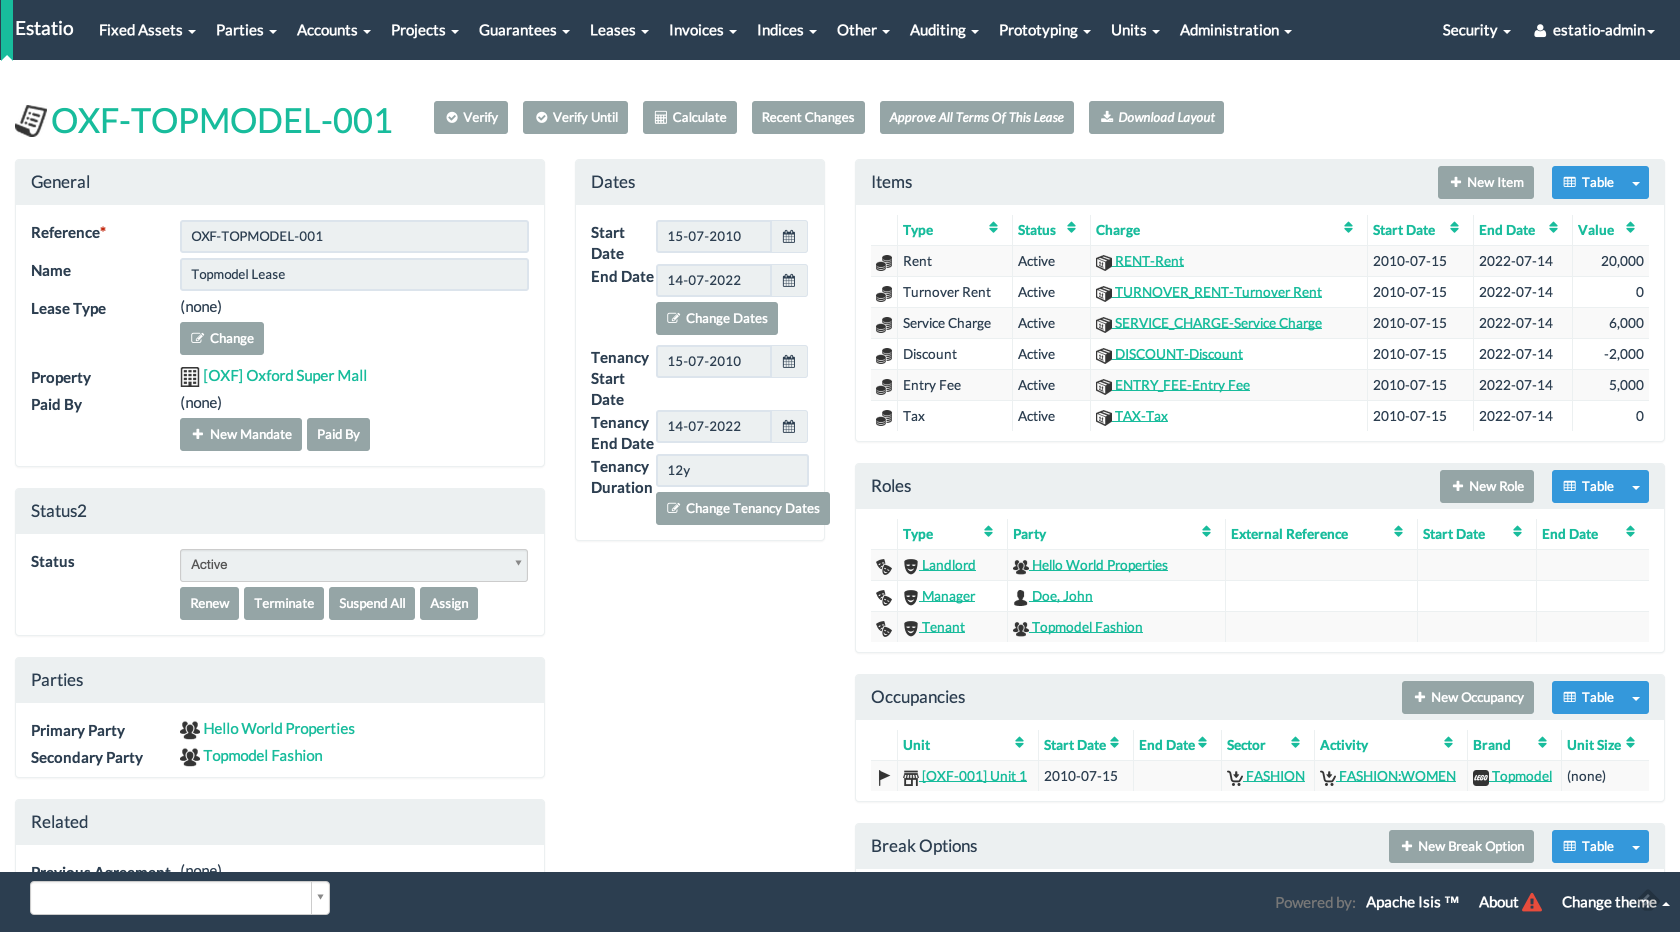 Estatio Fixed Assets Parties Accounts Projects Guarantees Leases Invoices Indices Other Auditing Prototyping Units Administration Security estatio-admin
OXF-TOPMODEL-001 Verify Verify Until Calculate Recent Changes Approve All Terms Of This Lease Download Layout
General
Reference* OXF-TOPMODEL-001
Name Topmodel Lease
Lease Type (none)
Change
Property [OXF] Oxford Super Mall
Paid By (none)
New Mandate Paid By
Status2
Status Active
Renew Terminate Suspend All Assign
Parties
Primary Party Hello World Properties
Secondary Party Topmodel Fashion
Related
Previous Agreement (none)
Dates
Start Date 15-07-2010
End Date 14-07-2022
Change Dates
Tenancy Start Date 15-07-2010
Tenancy End Date 14-07-2022
Tenancy Duration 12y
Change Tenancy Dates
Items New Item Table
Type Status Charge Start Date End Date Value
Rent Active RENT-Rent 2010-07-15 2022-07-14 20,000
Turnover Rent Active TURNOVER_RENT-Turnover Rent 2010-07-15 2022-07-14 0
Service Charge Active SERVICE_CHARGE-Service Charge 2010-07-15 2022-07-14 6,000
Discount Active DISCOUNT-Discount 2010-07-15 2022-07-14 -2,000
Entry Fee Active ENTRY_FEE-Entry Fee 2010-07-15 2022-07-14 5,000
Tax Active TAX-Tax 2010-07-15 2022-07-14 0
Roles New Role Table
Type Party External Reference Start Date End Date
Landlord Hello World Properties
Manager Doe, John
Tenant Topmodel Fashion
Occupancies New Occupancy Table
Unit Start Date End Date Sector Activity Brand Unit Size
[OXF-001] Unit 1 2010-07-15 FASHION FASHION:WOMEN LEGO Topmodel (none)
Break Options New Break Option Table
Powered by: Apache Isis ™ About Change theme